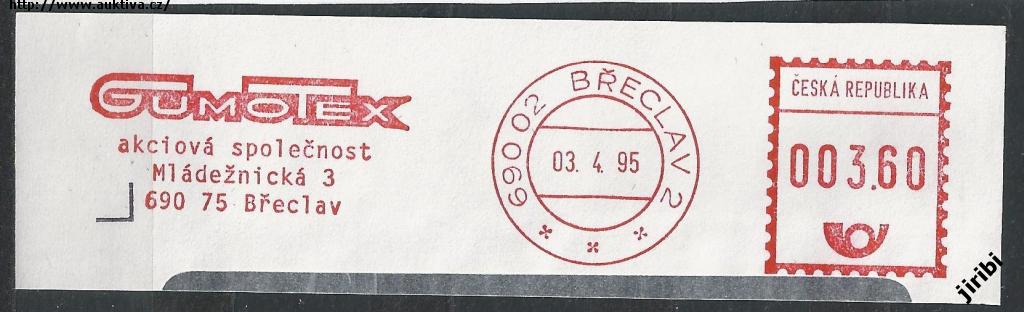 http://www.auktiva.cz/
GUMOTEX
akciová společnost
Mládežnická 3
690 75 Břeclav
690 02 BŘECLAV 2
03. 4. 95
ČESKÁ REPUBLIKA
003.60
jiribi